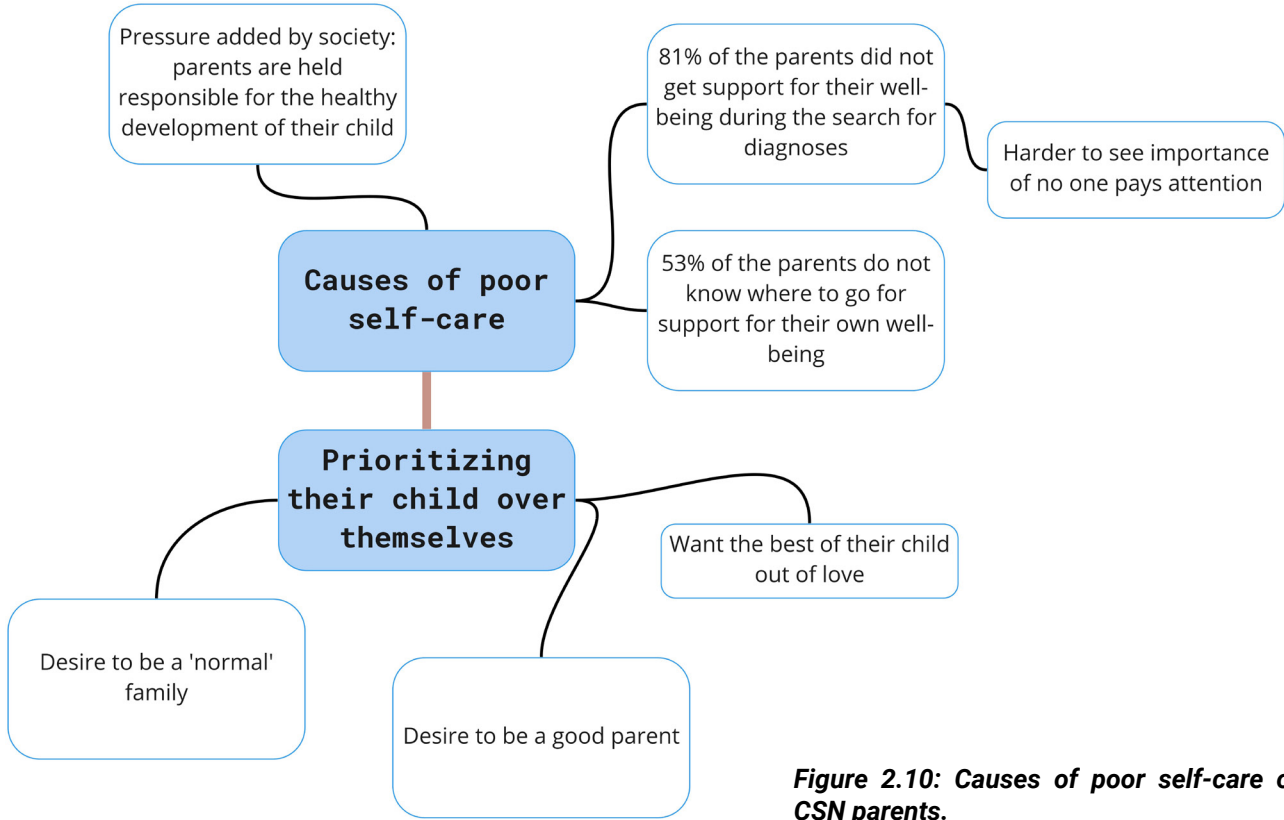 Pressure added by society:
parents are held
responsible for the healthy
development of their child
81% of the parents did not
get support for their well-
being during the search for
diagnoses
Harder to see importance
of no one pays attention
Causes of poor
self-care
53% of the parents do not
know where to go for
support for their own well-
being
Prioritizing
their child over
themselves
Want the best of their child
out of love
Desire to be a 'normal'
family
Desire to be a good parent
Figure 2.10: Causes of poor self-care
CSN parents.